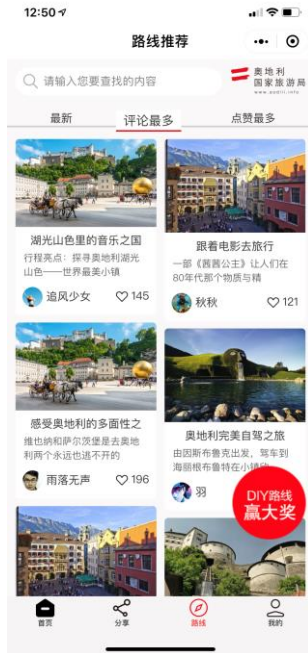 12:50
路线推荐
请输入您要查找的内容
奥地利
国家旅游局
最新
评论最多
点赞最多
湖光山色里的音乐之国
行程亮点：探寻奥地利湖光
山色——世界最美小镇
追风少女
145
跟着电影去旅行
一部《茜茜公主》让人们在
80年代那个物质与精
秋秋
121
感受奥地利的多面性之
维也纳和萨尔茨堡是去奥地
利两个永远也逃不开的
雨落无声
196
奥地利完美自驾之旅
由因斯布鲁克出发，驾车到
海丽根布鲁特在小镇
羽
DIY路线
赢大奖
首页
分享
路线
我的